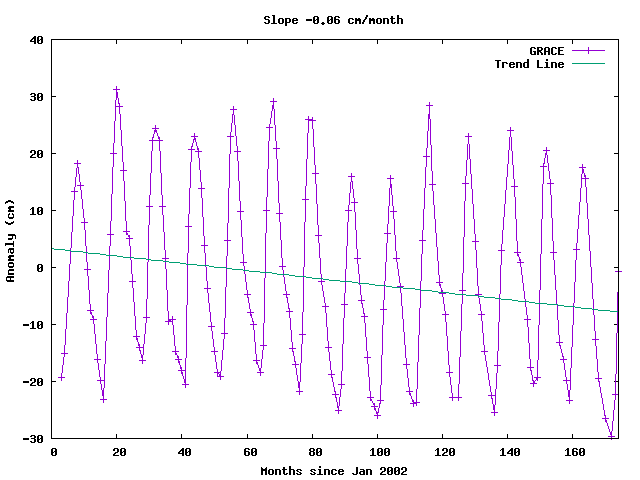 Slope -0.06 cm/month
GRACE
Trend Line
40
30
20
10
0
-10
-20
-30
Anomaly (cm)
0 20 40 60 80 100 120 140 160
Months since Jan 2002